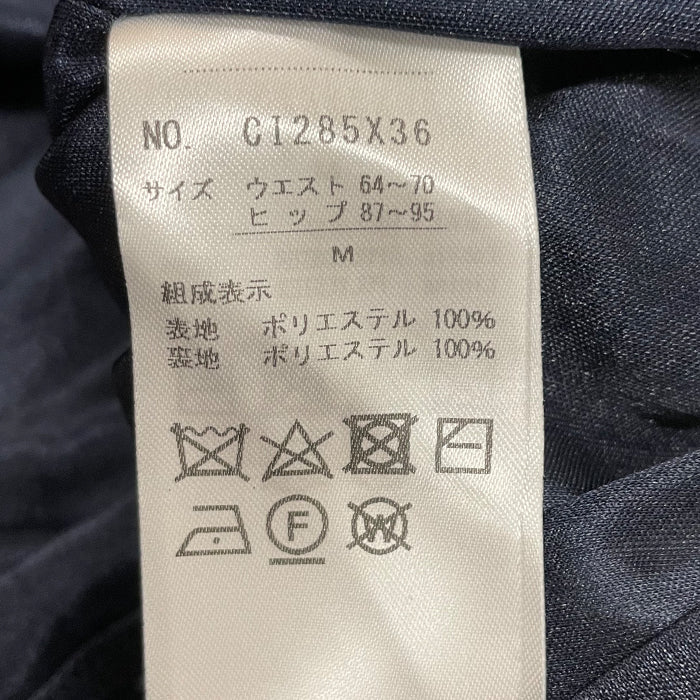 NO. CI285X36
サイズ ウエスト 64～70
ヒップ 87～95
M
組成表示
表地 ポリエステル 100%
裏地 ポリエステル 100%
F
W